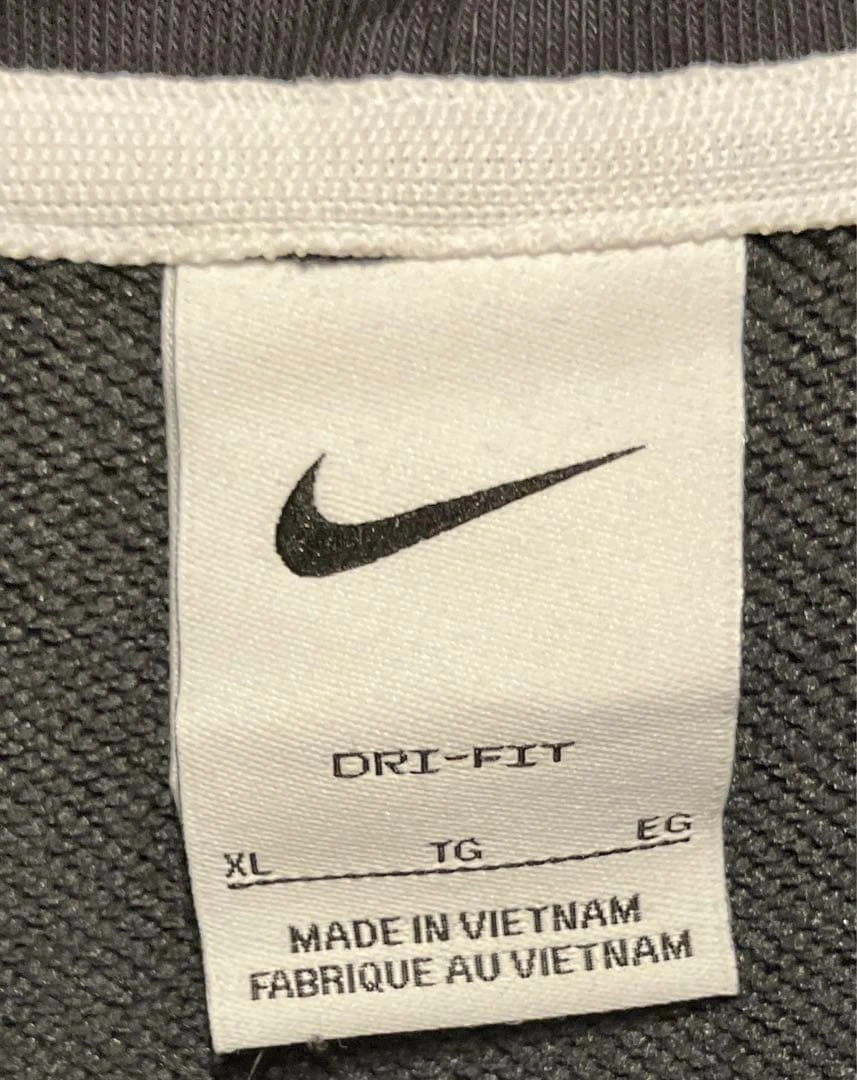 DRI-FIT
XL TG EG
MADE IN VIETNAM
FABRIQUE AU VIETNAM